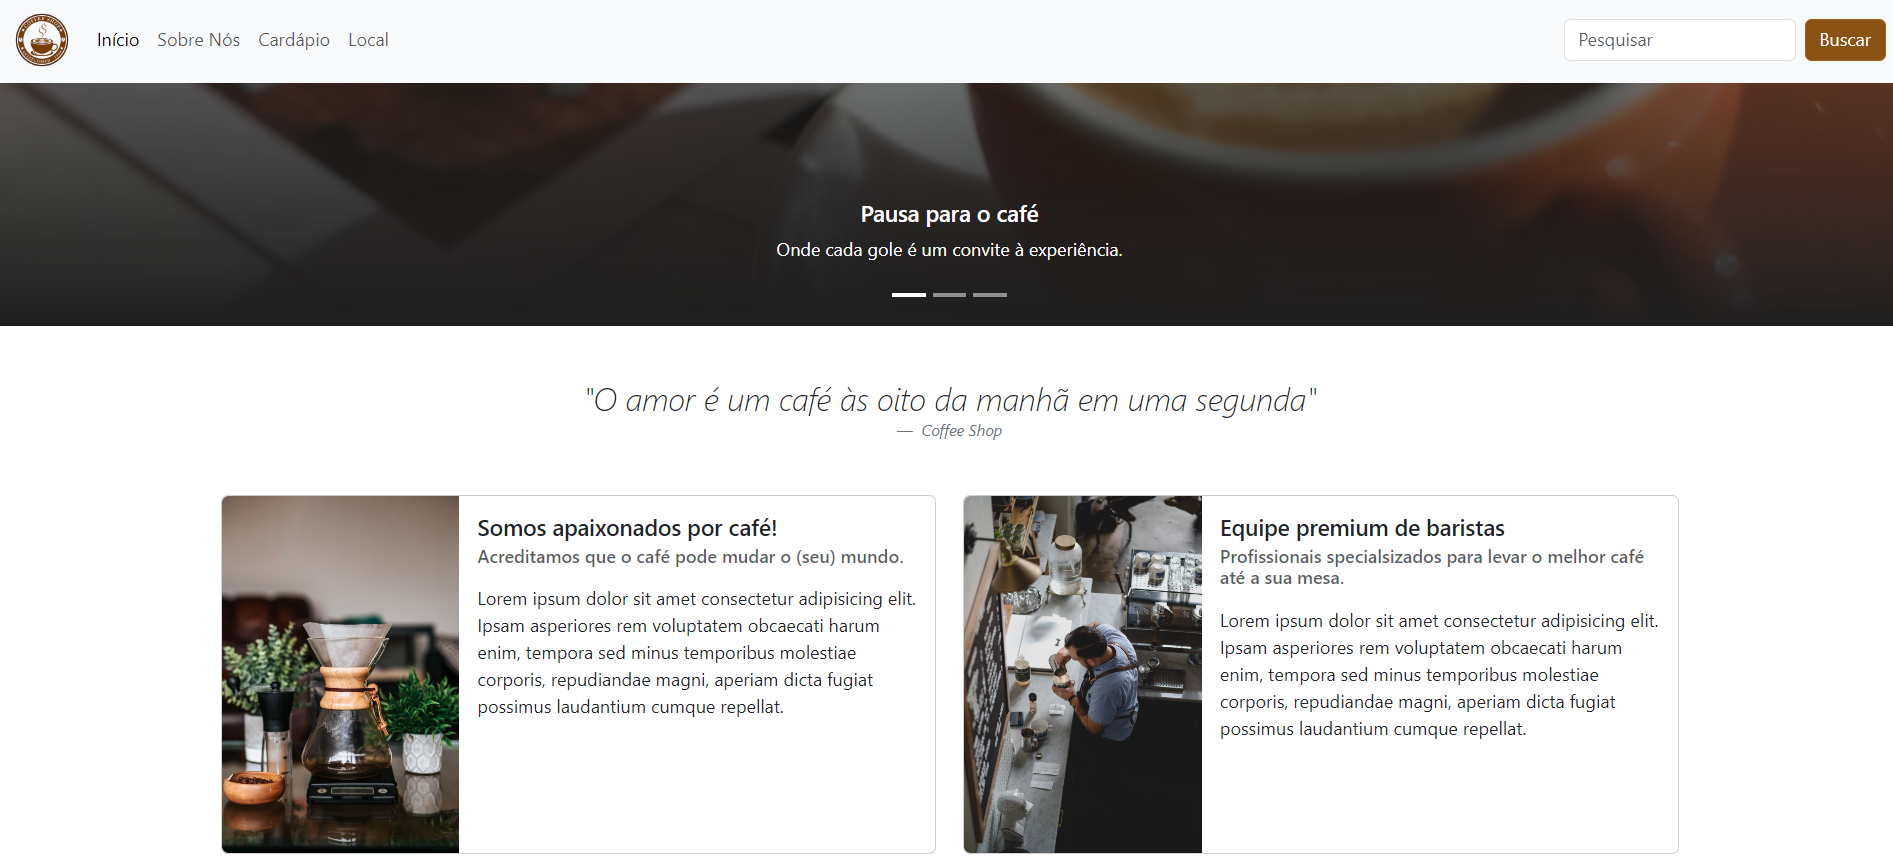 COFFEE SHOP
Início Sobre Nós Cardápio Local
Pesquisar Buscar
Pausa para o café
Onde cada gole é um convite à experiência.
"O amor é um café às oito da manhã em uma segunda"
— Coffee Shop
Somos apaixonados por café!
Acreditamos que o café pode mudar o (seu) mundo.
Lorem ipsum dolor sit amet consectetur adipisicing elit.
Ipsam asperiores rem voluptatem obcaecati harum
enim, tempora sed minus temporibus molestiae
corporis, repudiandae magni, aperiam dicta fugiat
possimus laudantium cumque repellat.
Equipe premium de baristas
Profissionais specialsizados para levar o melhor café
até a sua mesa.
Lorem ipsum dolor sit amet consectetur adipisicing elit.
Ipsam asperiores rem voluptatem obcaecati harum
enim, tempora sed minus temporibus molestiae
corporis, repudiandae magni, aperiam dicta fugiat
possimus laudantium cumque repellat.